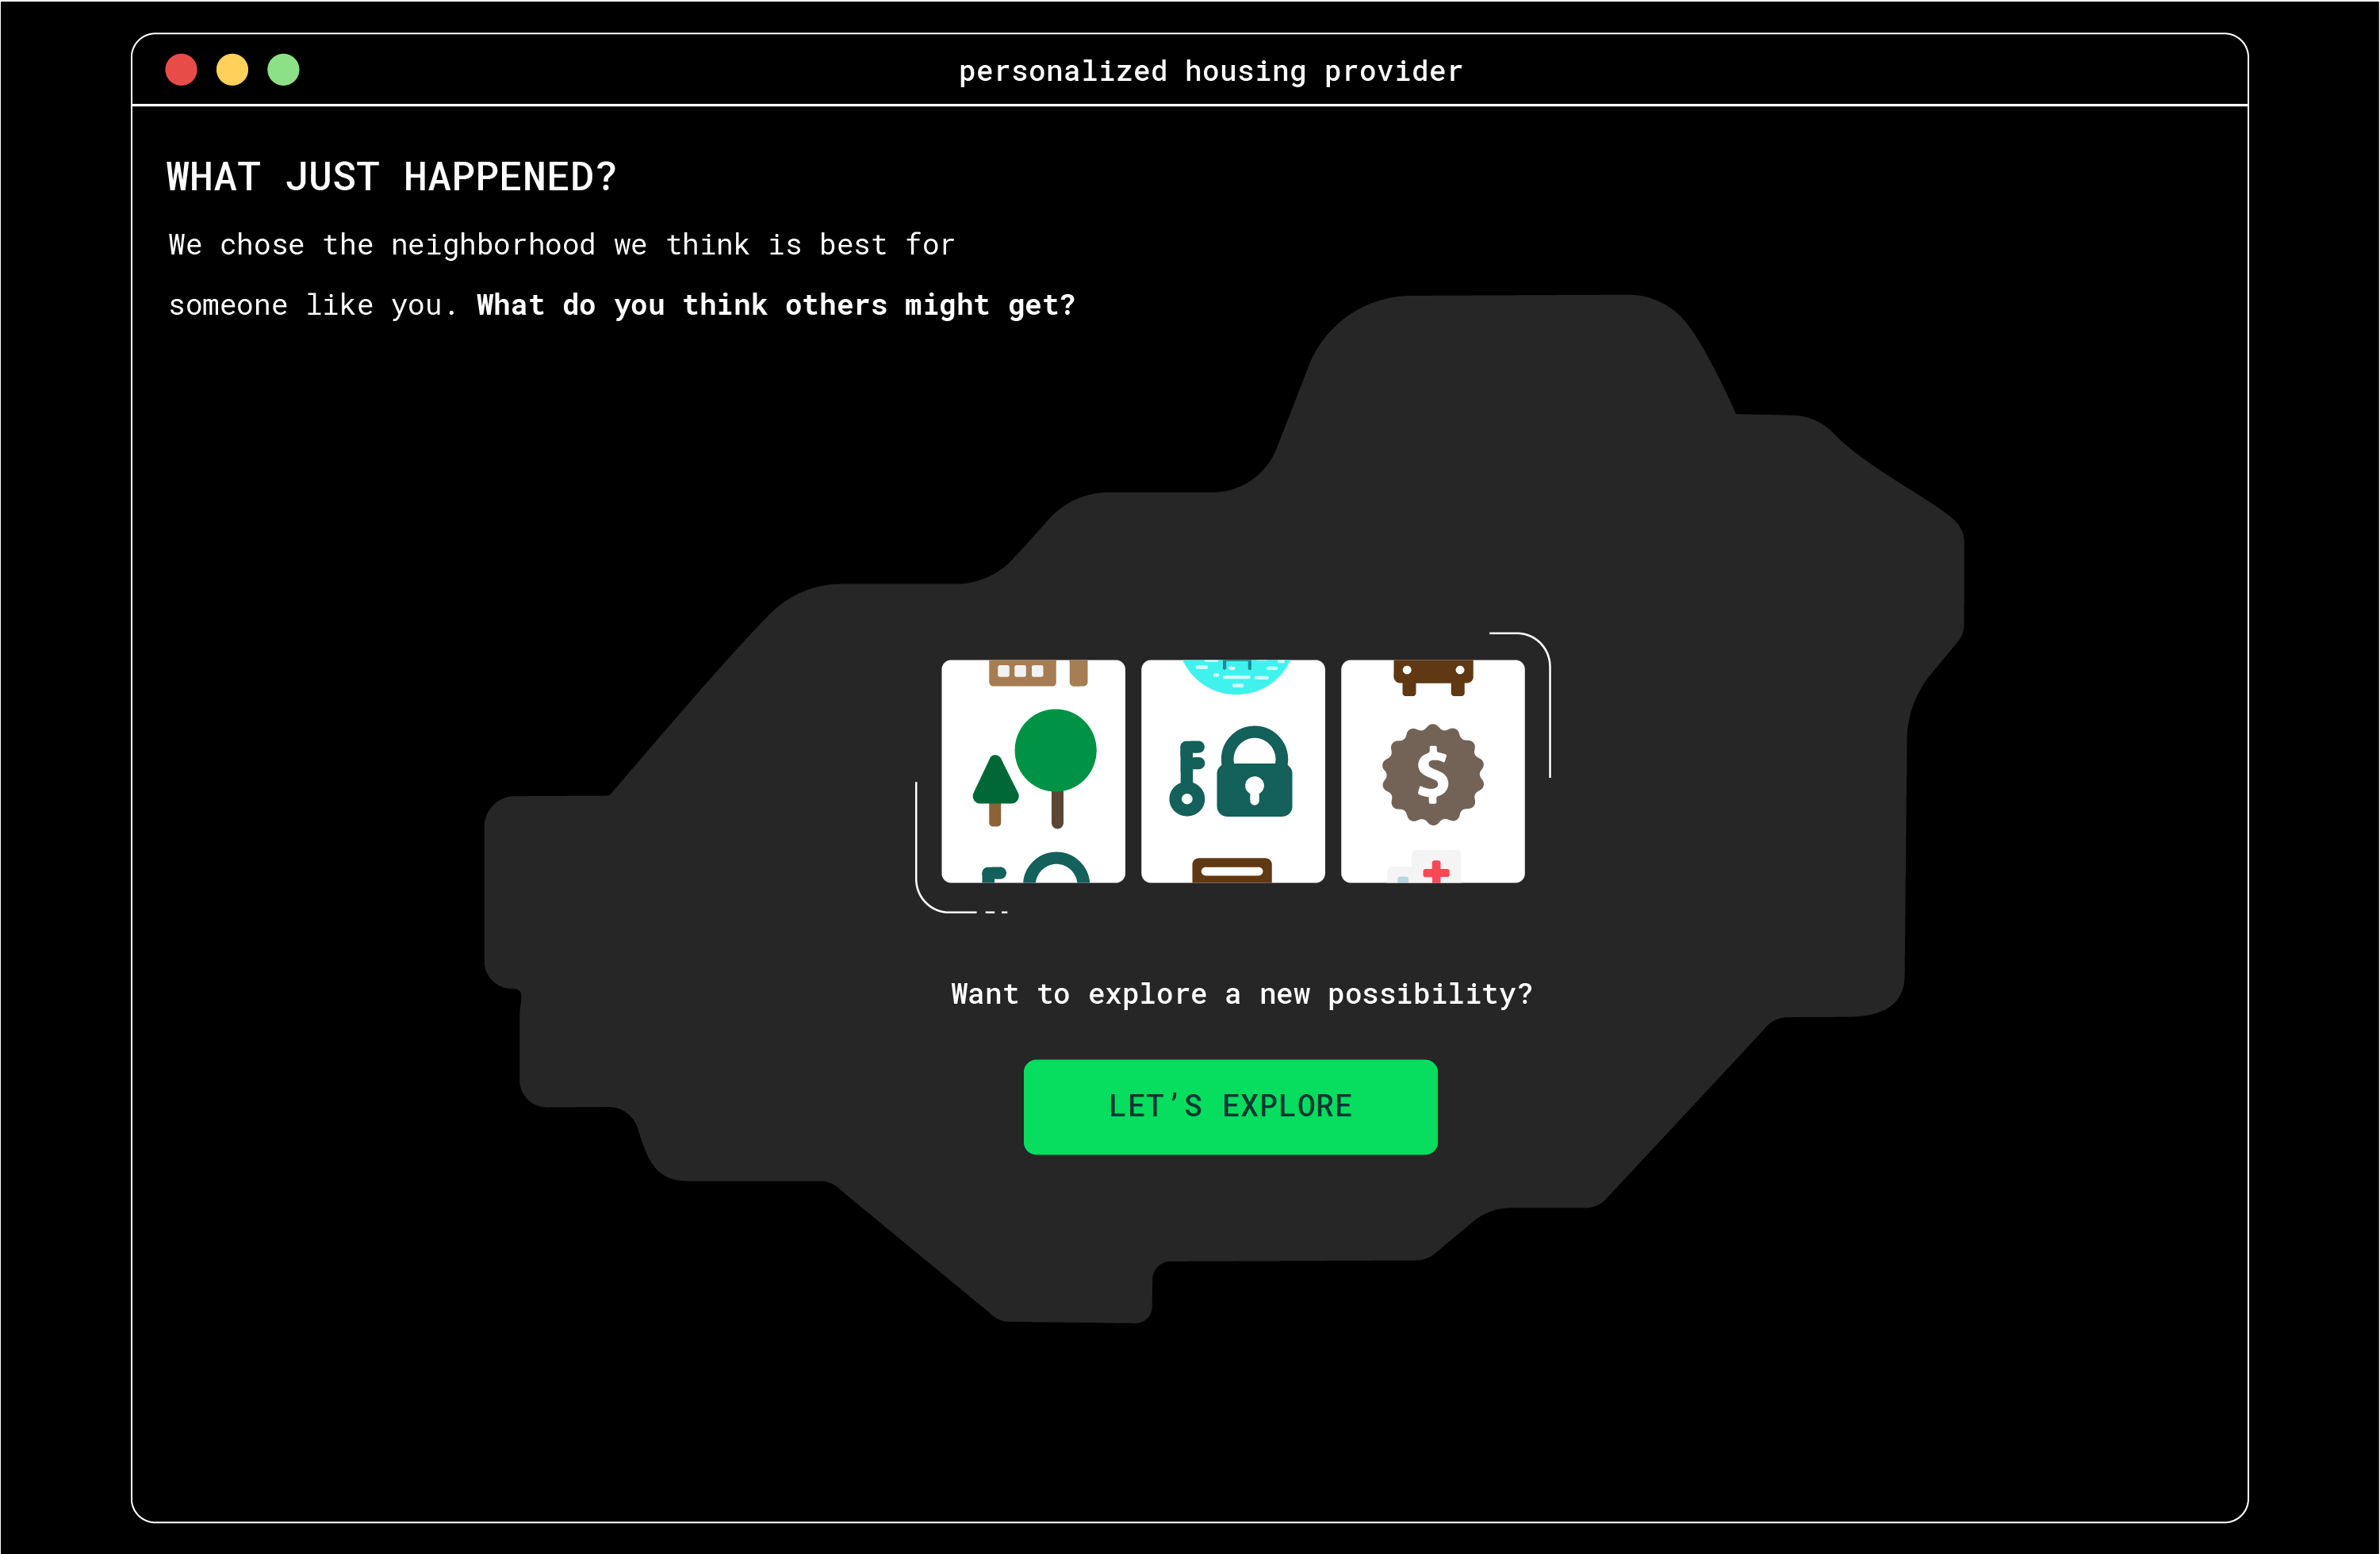 personalized housing provider
WHAT JUST HAPPENED?
We chose the neighborhood we think is best for
someone like you. What do you think others might get?
$
Want to explore a new possibility?
LET’S EXPLORE